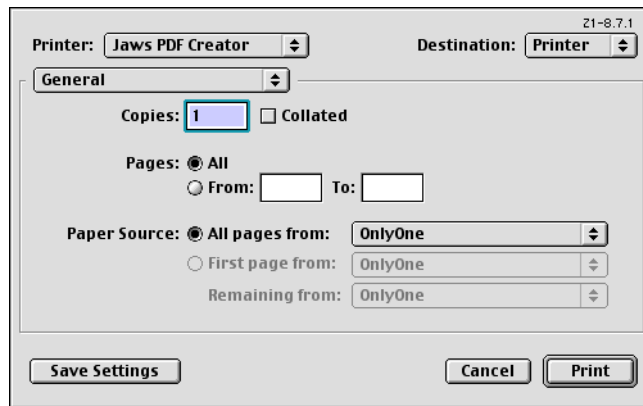 Z1-8.7.1
Printer: Jaws PDF Creator Destination: Printer
General
Copies: 1 Collated
Pages: All
From: To:
Paper Source: All pages from: OnlyOne
First page from: OnlyOne
Remaining from: OnlyOne
Save Settings Cancel Print